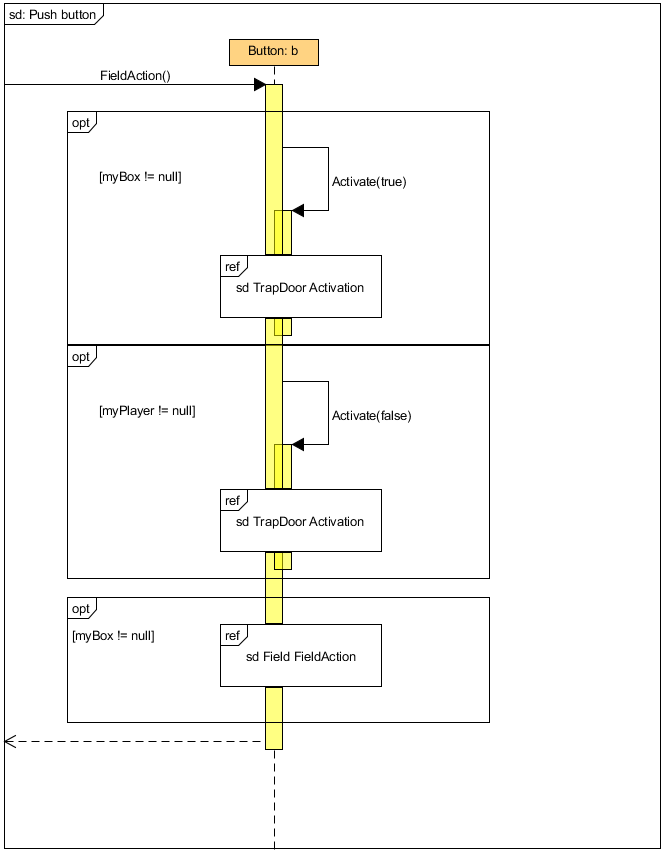 sd: Push button
Button: b
FieldAction()
opt
[myBox != null]
Activate(true)
ref
sd TrapDoor Activation
opt
[myPlayer != null]
Activate(false)
ref
sd TrapDoor Activation
opt
[myBox != null]
ref
sd Field FieldAction